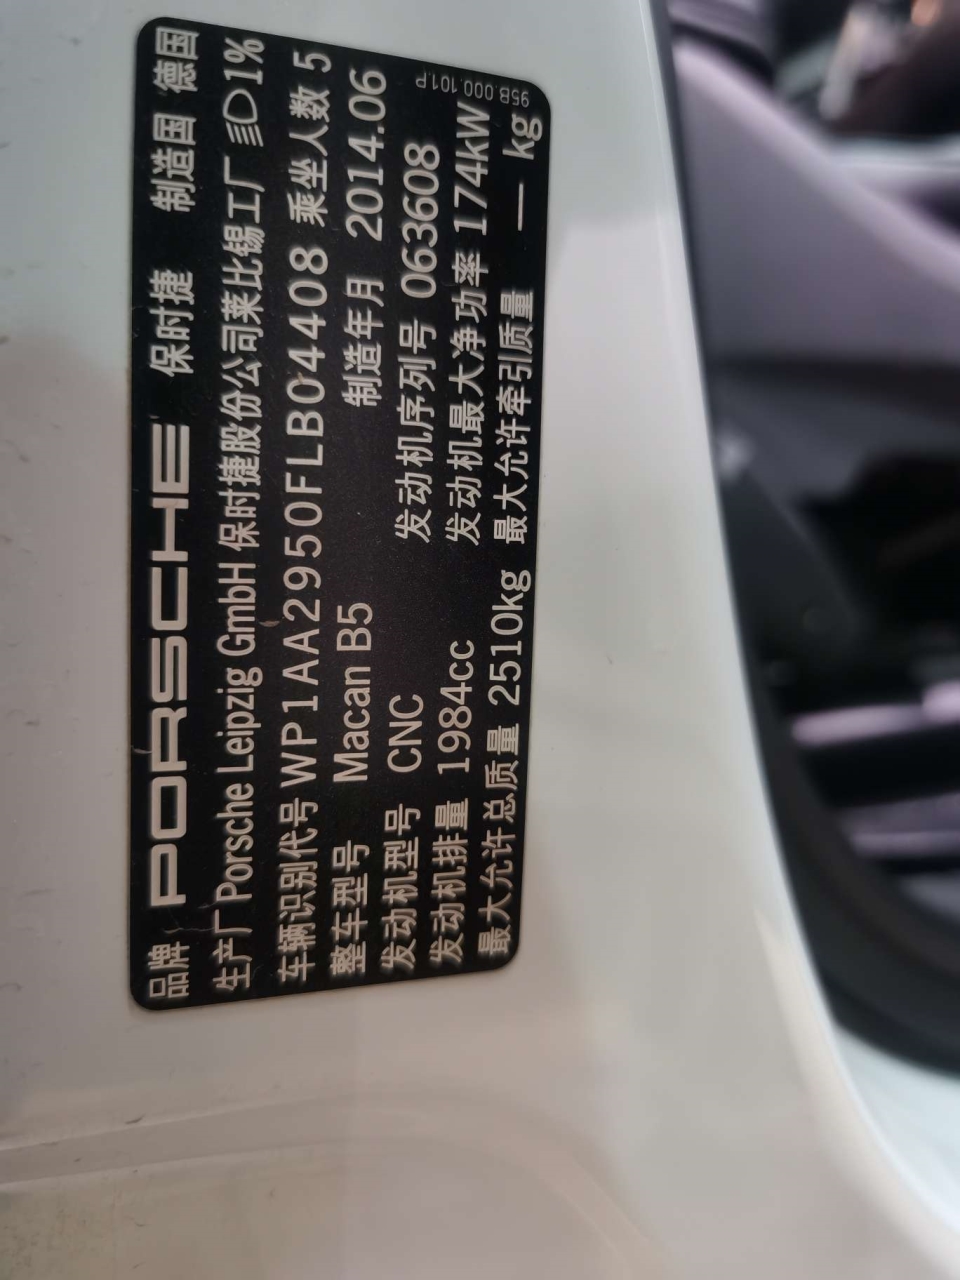 品牌 PORSCHE 保时捷 制造国 德国
生产厂 Porsche Leipzig GmbH 保时捷股份公司莱比锡工厂 1%
车辆识别代号 WP1AA2950FLB04408 乘坐人数 5
整车型号 Macan B5 制造年月 2014.06
发动机型号 CNC 发动机序列号 063608
发动机排量 1984cc 发动机最大净功率 174kW
最大允许总质量 2510kg 最大允许牵引质量 — kg
95B.000.101.P